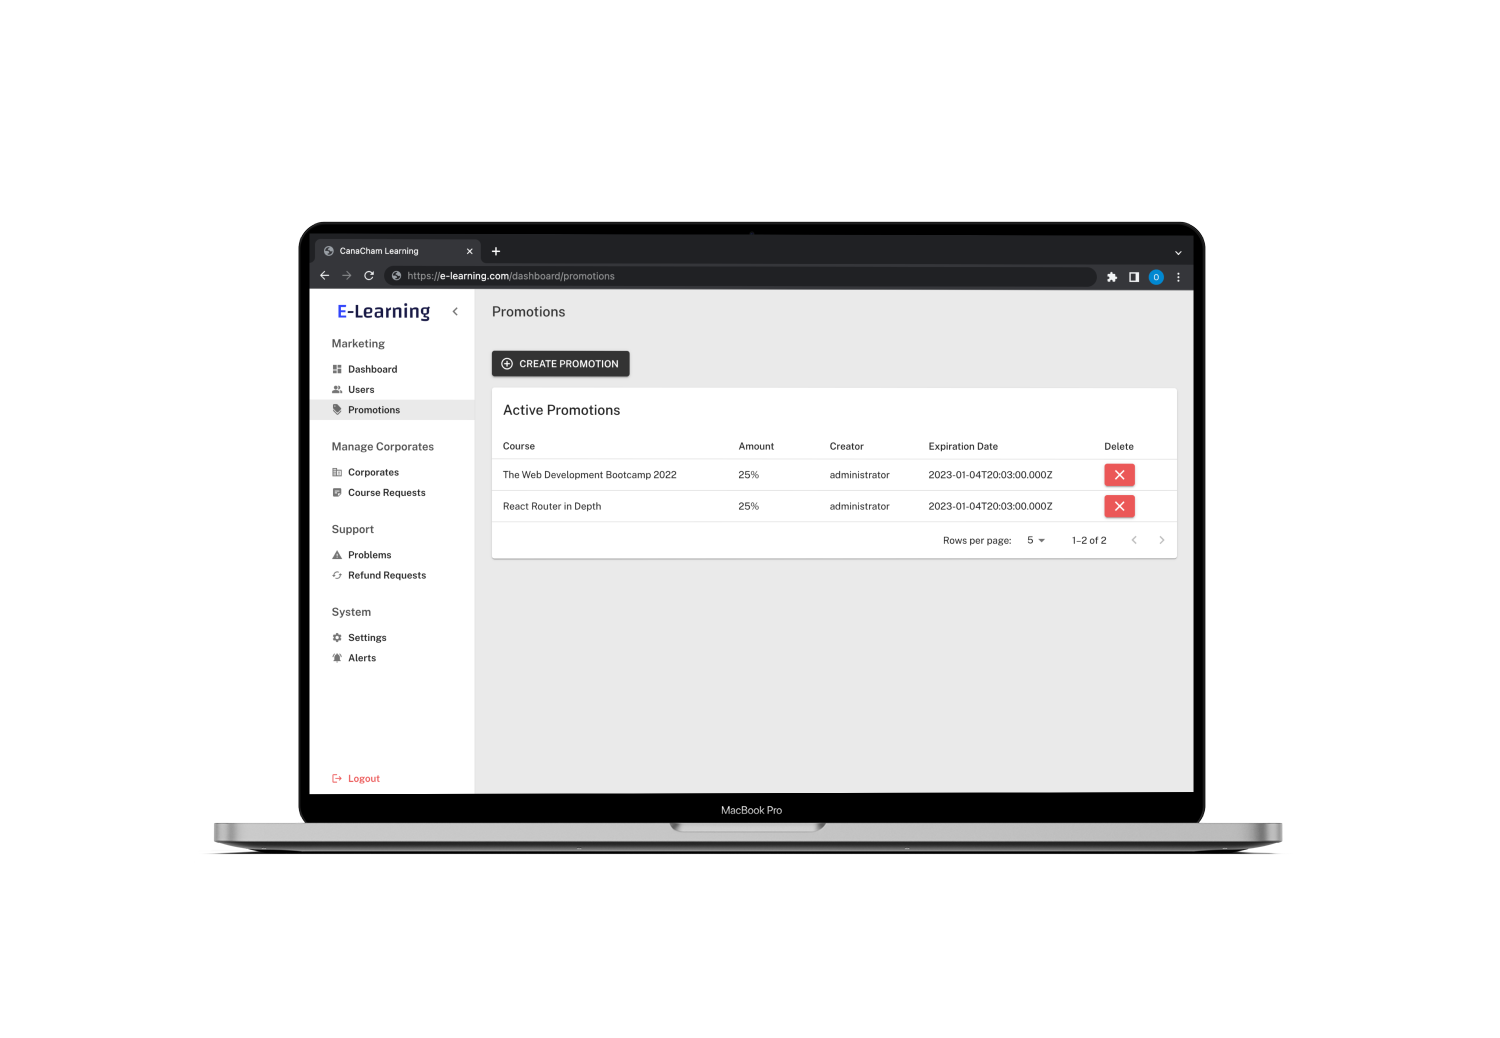 CanaCham Learning
https://e-learning.com/dashboard/promotions
O
E-Learning
Promotions
Marketing
Dashboard
Users
Promotions
Manage Corporates
Corporates
Course Requests
Support
Problems
Refund Requests
System
Settings
Alerts
Logout
CREATE PROMOTION
Active Promotions
Course Amount Creator Expiration Date Delete
The Web Development Bootcamp 2022 25% administrator 2023-01-04T20:03:00.000Z
React Router in Depth 25% administrator 2023-01-04T20:03:00.000Z
Rows per page: 5 1–2 of 2
MacBook Pro